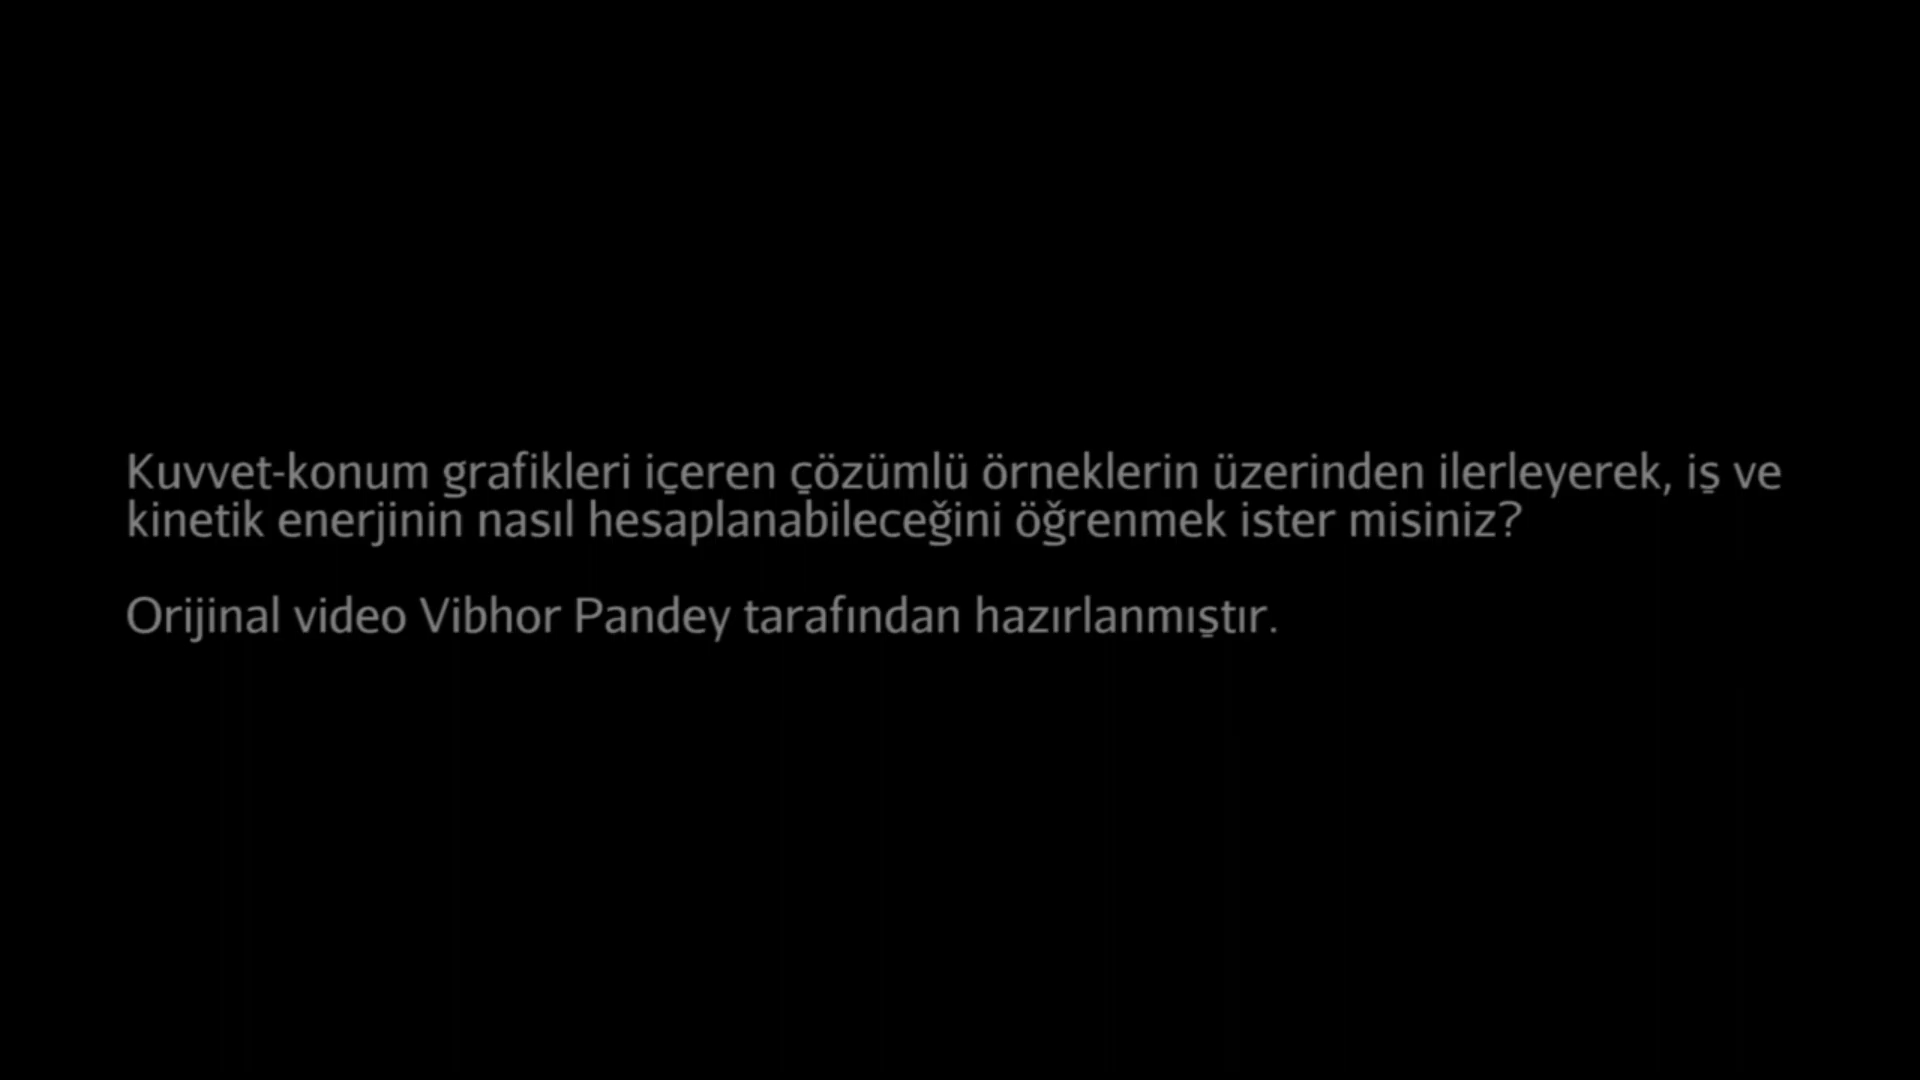 Kuvvet-konum grafikleri içeren çözümlü örneklerin üzerinden ilerleyerek, iş ve
kinetik enerjinin nasıl hesaplanabileceğini öğrenmek ister misiniz?
Orijinal video Vibhor Pandey tarafından hazırlanmıştır.